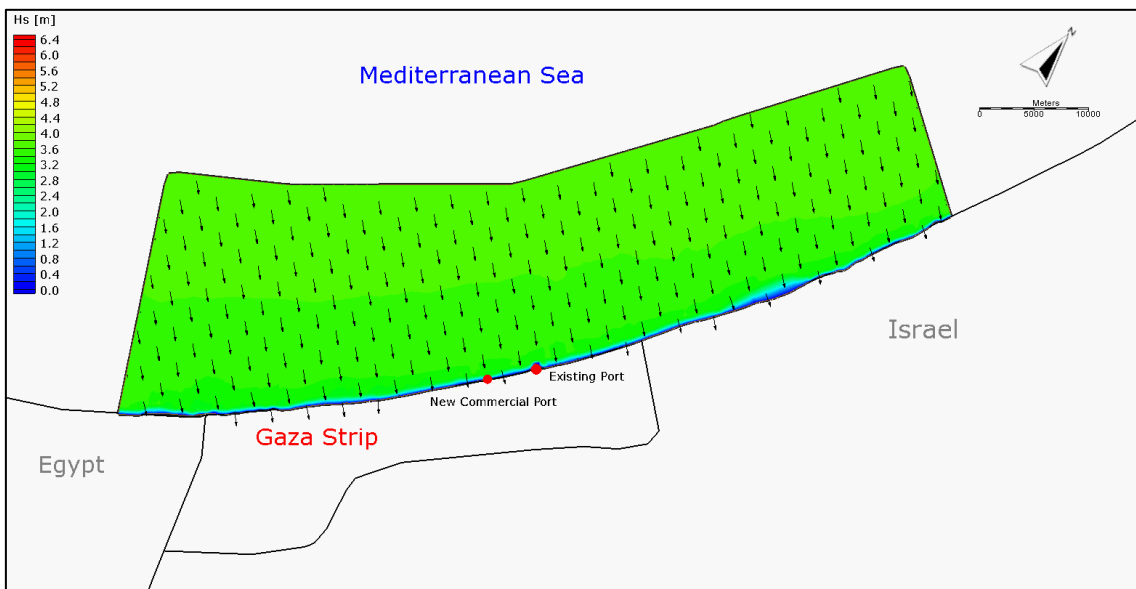 Hs [m]
6.4
6.0
5.6
5.2
4.8
4.4
4.0
3.6
3.2
2.8
2.4
2.0
1.6
1.2
0.8
0.4
0.0
Mediterranean Sea
N
Meters
0 5000 10000
Israel
Existing Port
New Commercial Port
Gaza Strip
Egypt